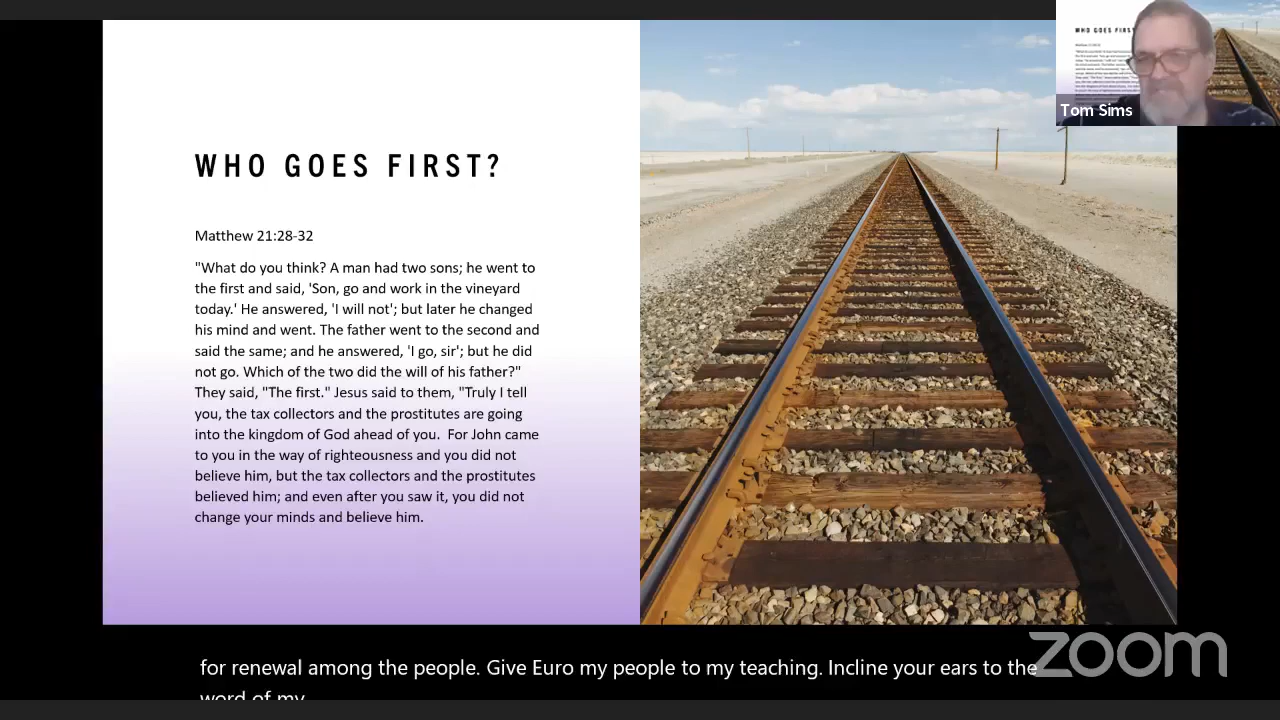 WHO GOES FIRST?
Matthew 21:28-32
"What do you think? A man had two sons; he went to
the first and said, 'Son, go and work in the vineyard
today.' He answered, 'I will not'; but later he changed
his mind and went. The father went to the second and
said the same; and he answered, 'I go, sir'; but he did
not go. Which of the two did the will of his father?"
They said, "The first." Jesus said to them, "Truly I tell
you, the tax collectors and the prostitutes are going
into the kingdom of God ahead of you.  For John came
to you in the way of righteousness and you did not
believe him, but the tax collectors and the prostitutes
believed him; and even after you saw it, you did not
change your minds and believe him.
WHO GOES FIRST
Tom Sims
for renewal among the people. Give Euro my people to my teaching. Incline your ears to the
word of my
zoom